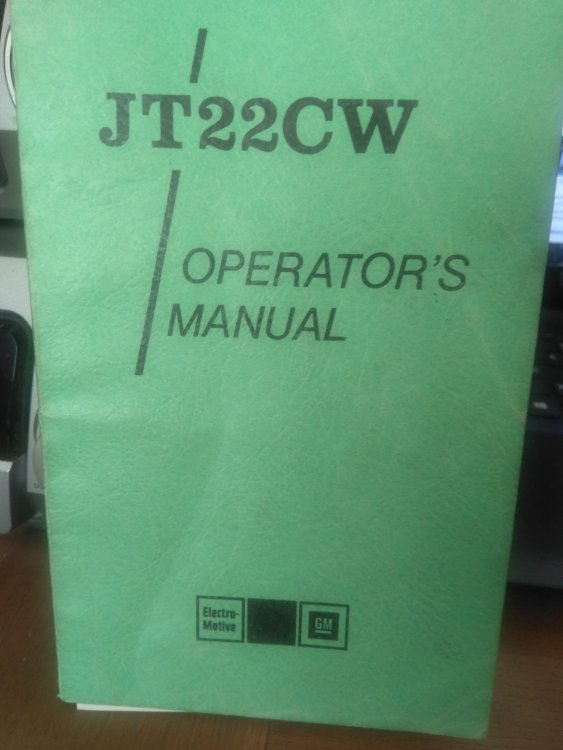 JT22CW
OPERATOR'S
MANUAL
Electro-
Motive
GM